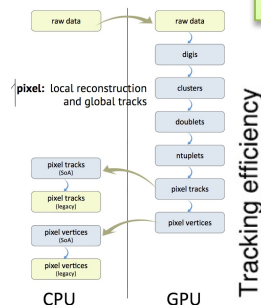 raw data
raw data
digis
pixel: local reconstruction
and global tracks
clusters
doublets
ntuplets
pixel tracks
(SoA)
pixel tracks
pixel tracks
(legacy)
pixel vertices
(SoA)
pixel vertices
pixel vertices
(legacy)
CPU
GPU
Tracking efficiency